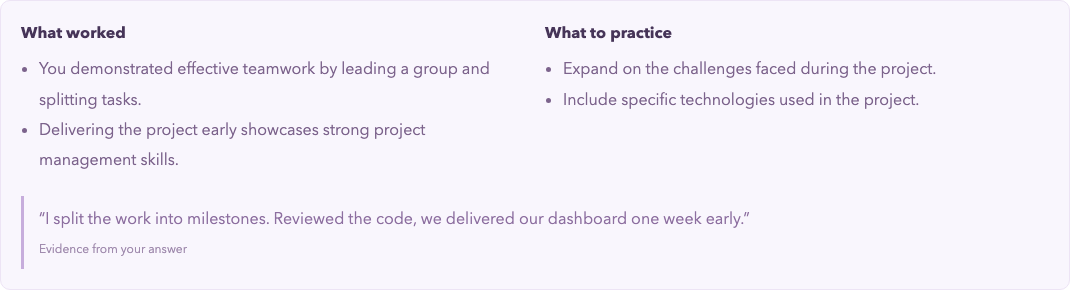 What worked
You demonstrated effective teamwork by leading a group and
splitting tasks.
Delivering the project early showcases strong project
management skills.
What to practice
Expand on the challenges faced during the project.
Include specific technologies used in the project.
“I split the work into milestones. Reviewed the code, we delivered our dashboard one week early.”
Evidence from your answer